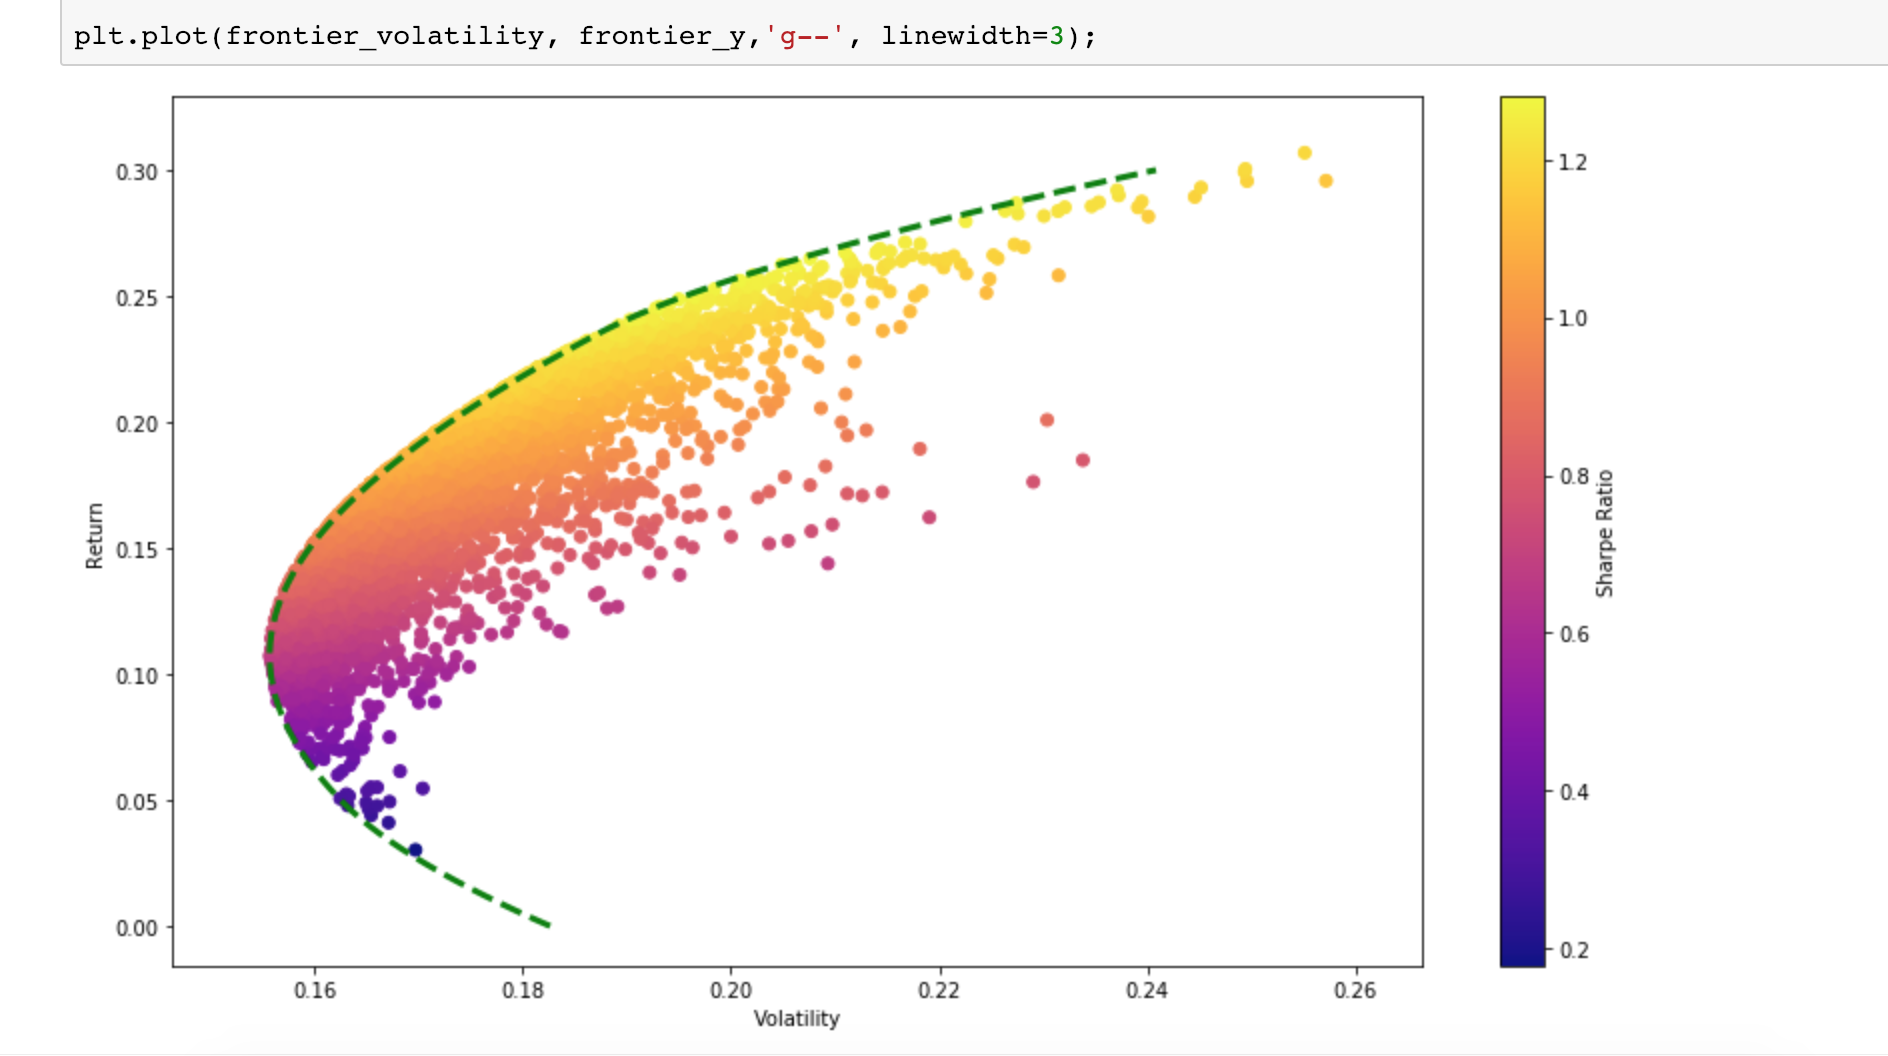 plt.plot(frontier_volatility, frontier_y,'g--', linewidth=3);
0.30
0.25
0.20
0.15
0.10
0.05
0.00
Return
0.16 0.18 0.20 0.22 0.24 0.26
Volatility
1.2
1.0
0.8
0.6
0.4
0.2
Sharpe Ratio